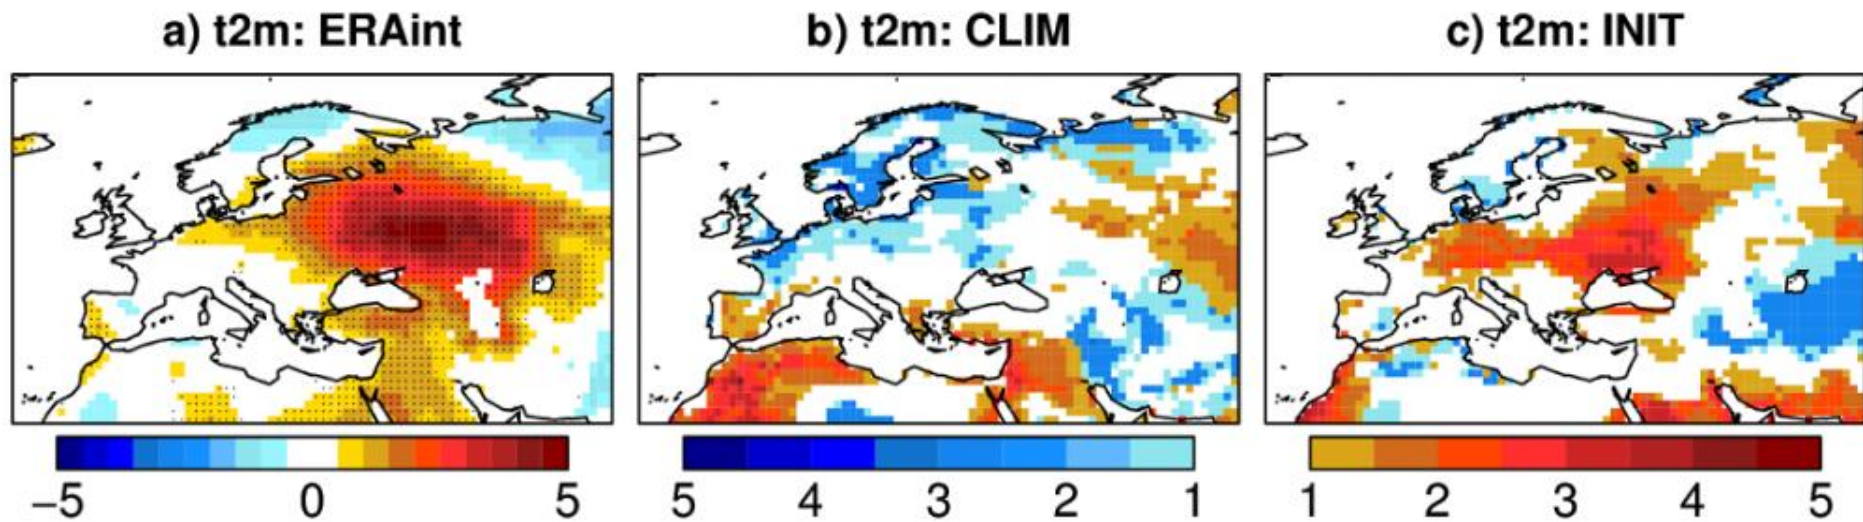 a) t2m: ERAint
b) t2m: CLIM
c) t2m: INIT
−5 0 5
5 4 3 2 1
1 2 3 4 5